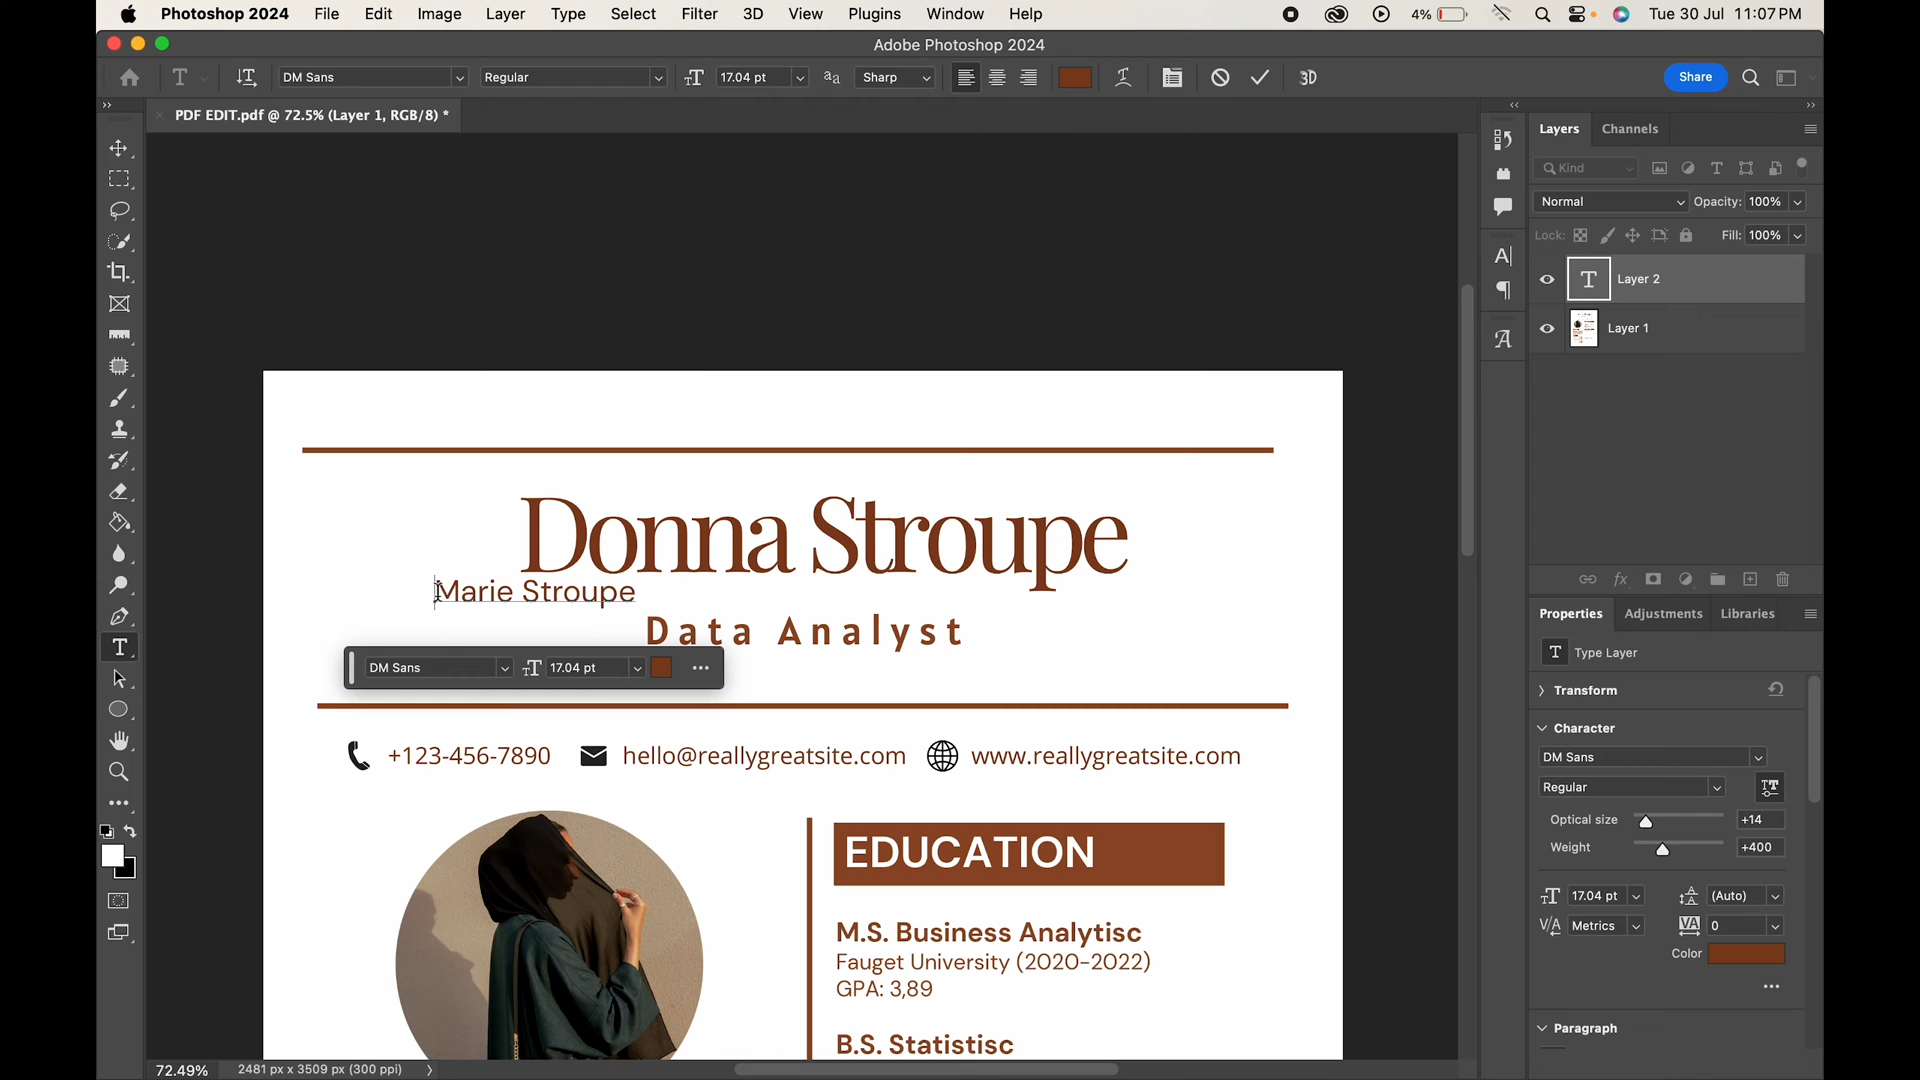 Photoshop 2024 File Edit Image Layer Type Select Filter 3D View Plugins Window Help 4% Tue 30 Jul 11:07 PM
Adobe Photoshop 2024
DM Sans Regular 17.04 pt Sharp 3D Share
PDF EDIT.pdf @ 72.5% (Layer 1, RGB/8) *
Layers Channels
Kind
Normal Opacity: 100%
Lock: Fill: 100%
Layer 2
Layer 1
Donna Stroupe
Marie Stroupe
Data Analyst
DM Sans 17.04 pt
+123-456-7890 hello@reallygreatsite.com www.reallygreatsite.com
EDUCATION
M.S. Business Analytisc
Fauget University (2020-2022)
GPA: 3,89
B.S. Statistisc
Properties Adjustments Libraries
Type Layer
Transform
Character
DM Sans
Regular
Optical size +14
Weight +400
17.04 pt (Auto)
Metrics 0
Color
Paragraph
72.49% 2481 px x 3509 px (300 ppi)